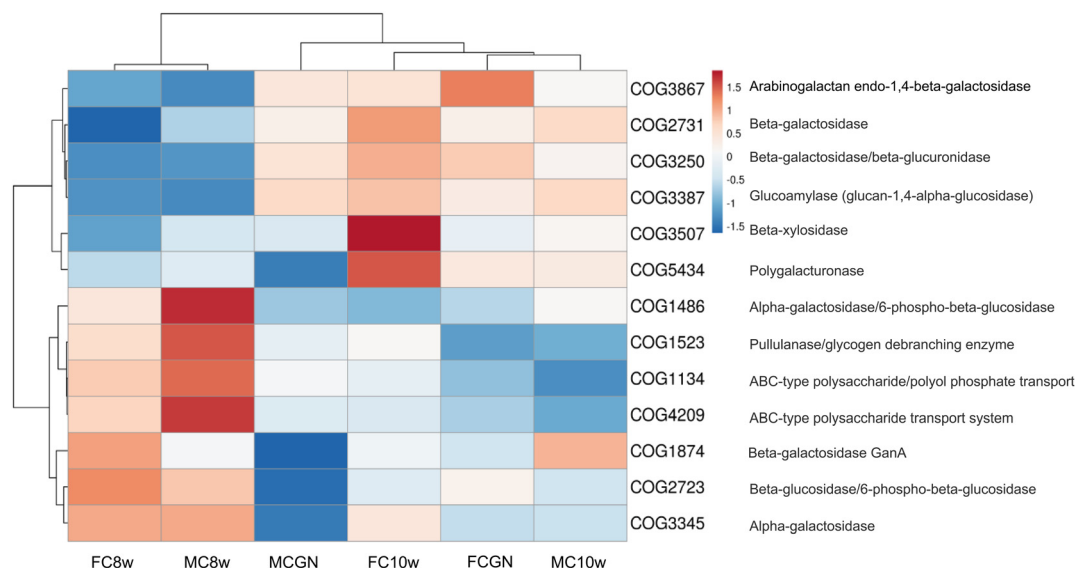 COG3867 Arabinogalactan endo-1,4-beta-galactosidase
COG2731 Beta-galactosidase
COG3250 Beta-galactosidase/beta-glucuronidase
COG3387 Glucoamylase (glucan-1,4-alpha-glucosidase)
COG3507 Beta-xylosidase
COG5434 Polygalacturonase
COG1486 Alpha-galactosidase/6-phospho-beta-glucosidase
COG1523 Pullulanase/glycogen debranching enzyme
COG1134 ABC-type polysaccharide/polyol phosphate transport
COG4209 ABC-type polysaccharide transport system
COG1874 Beta-galactosidase GanA
COG2723 Beta-glucosidase/6-phospho-beta-glucosidase
COG3345 Alpha-galactosidase
1.5
1
0.5
0
-0.5
-1
-1.5
FC8w MC8w MCGN FC10w FCGN MC10w